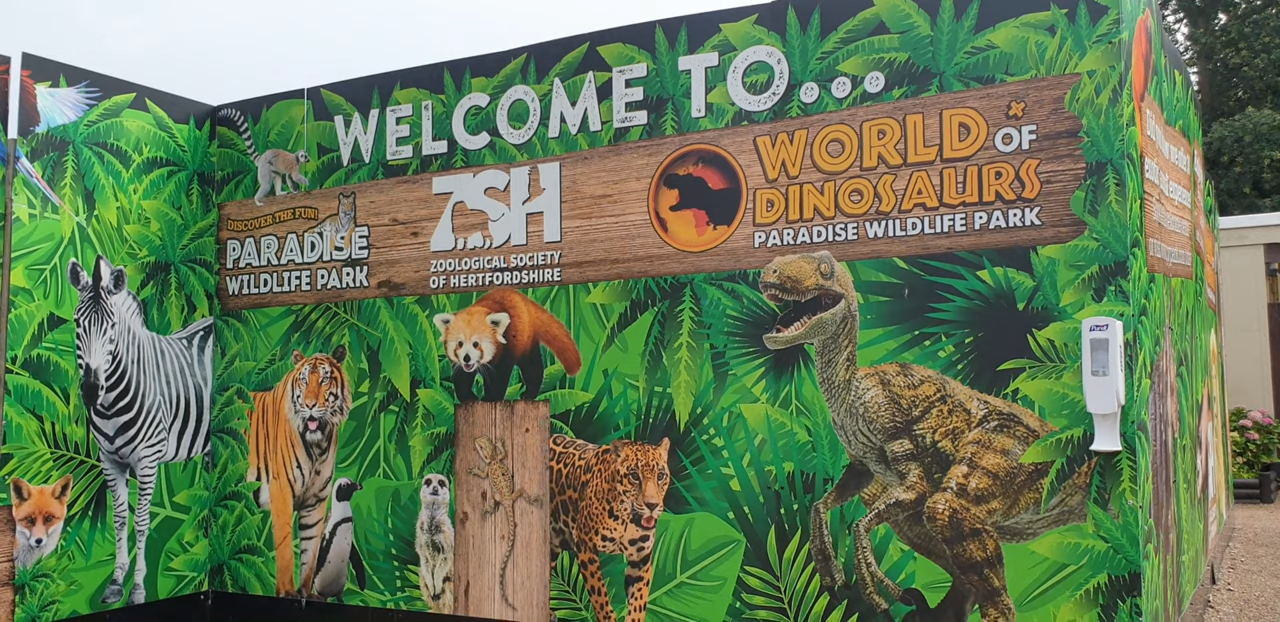 WELCOME TO...
DISCOVER THE FUN!
PARADISE
WILDLIFE PARK
ZSH
ZOOLOGICAL SOCIETY
OF HERTFORDSHIRE
WORLD OF
DINOSAURS
PARADISE WILDLIFE PARK